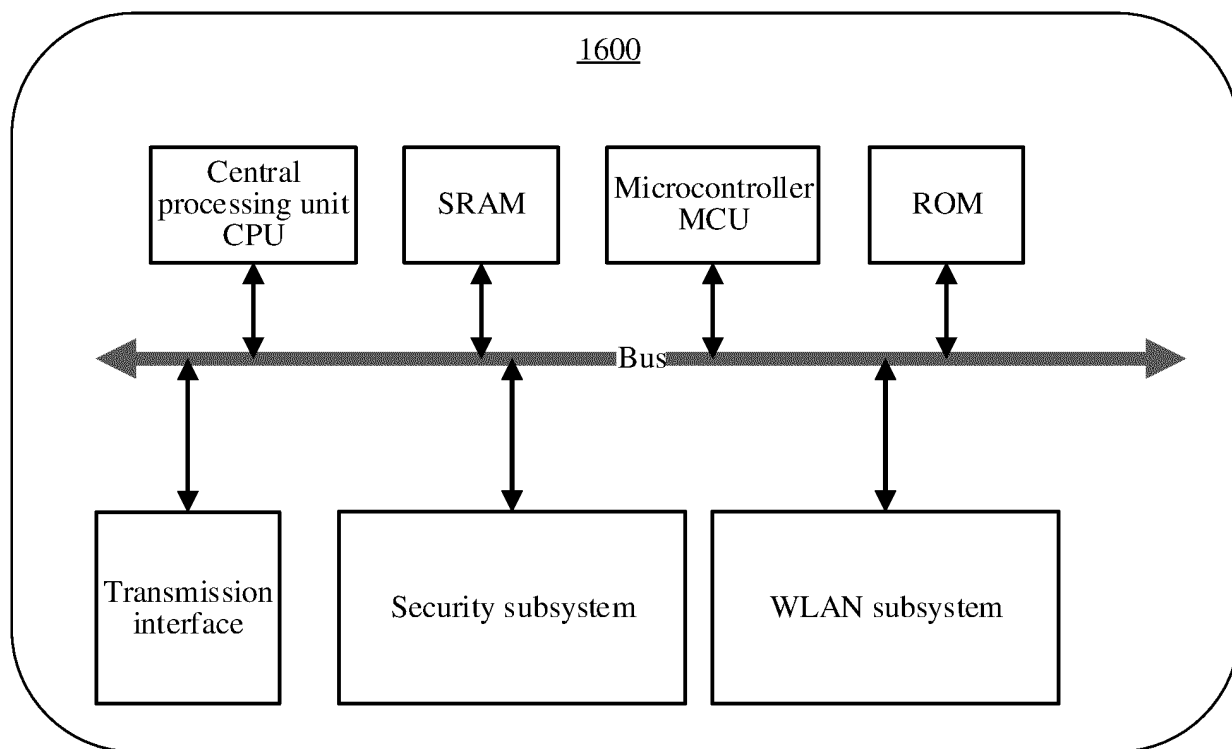 1600
Central
processing unit
CPU
SRAM
Microcontroller
MCU
ROM
Bus
Transmission
interface
Security subsystem
WLAN subsystem